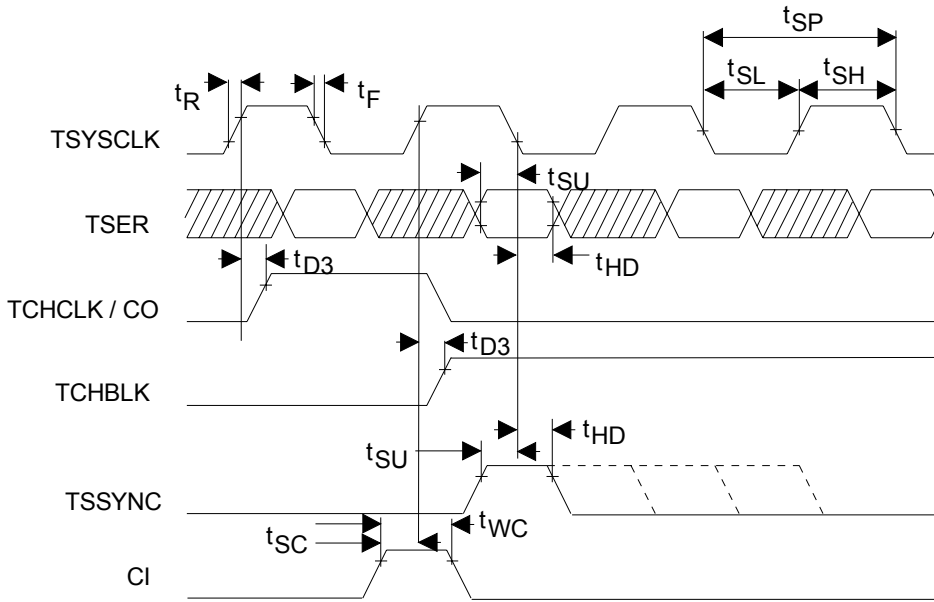 tSP
tSL tSH
tR tF
TSYSCLK
tSU
TSER
tD3 tHD
TCHCLK / CO
tD3
TCHBLK
tHD
tSU
TSSYNC
tWC
tSC
CI